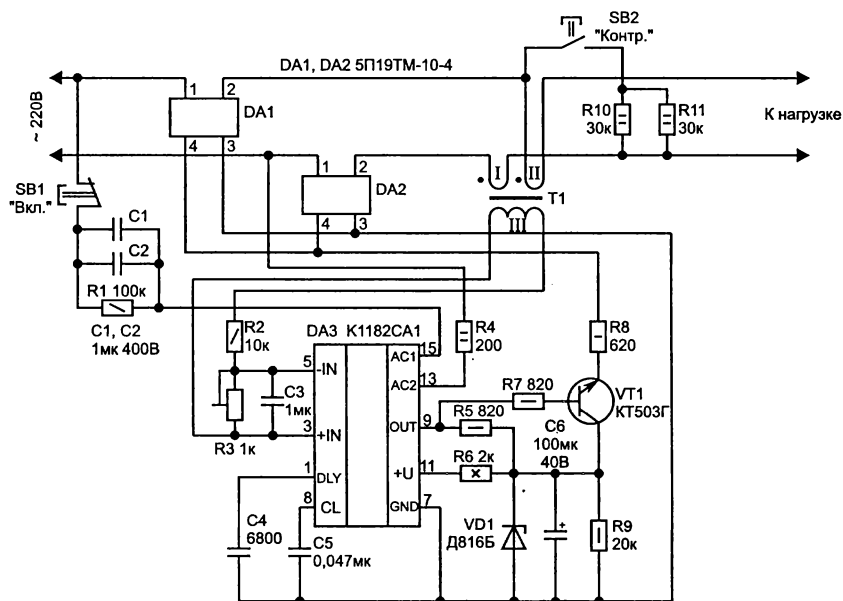 SB2
"Контр."
DA1, DA2 5П19ТМ-10-4
1
2
DA1
4
3
~ 220В
R10
30к
R11
30к
К нагрузке
1
2
DA2
4
3
I
II
III
T1
SB1
"Вкл."
C1
C2
R1 100к
C1, C2
1мк 400В
R2
10к
DA3
К1182СА1
R4
200
R8
620
15
AC1
5
-IN
AC2
13
C3
1мк
R7 820
VT1
КТ503Г
OUT
9
R5 820
C6
100мк
40В
3
+IN
R3 1к
R6 2к
+U
11
1
DLY
8
CL
GND
7
C4
6800
C5
0,047мк
VD1
Д816Б
+
R9
20к